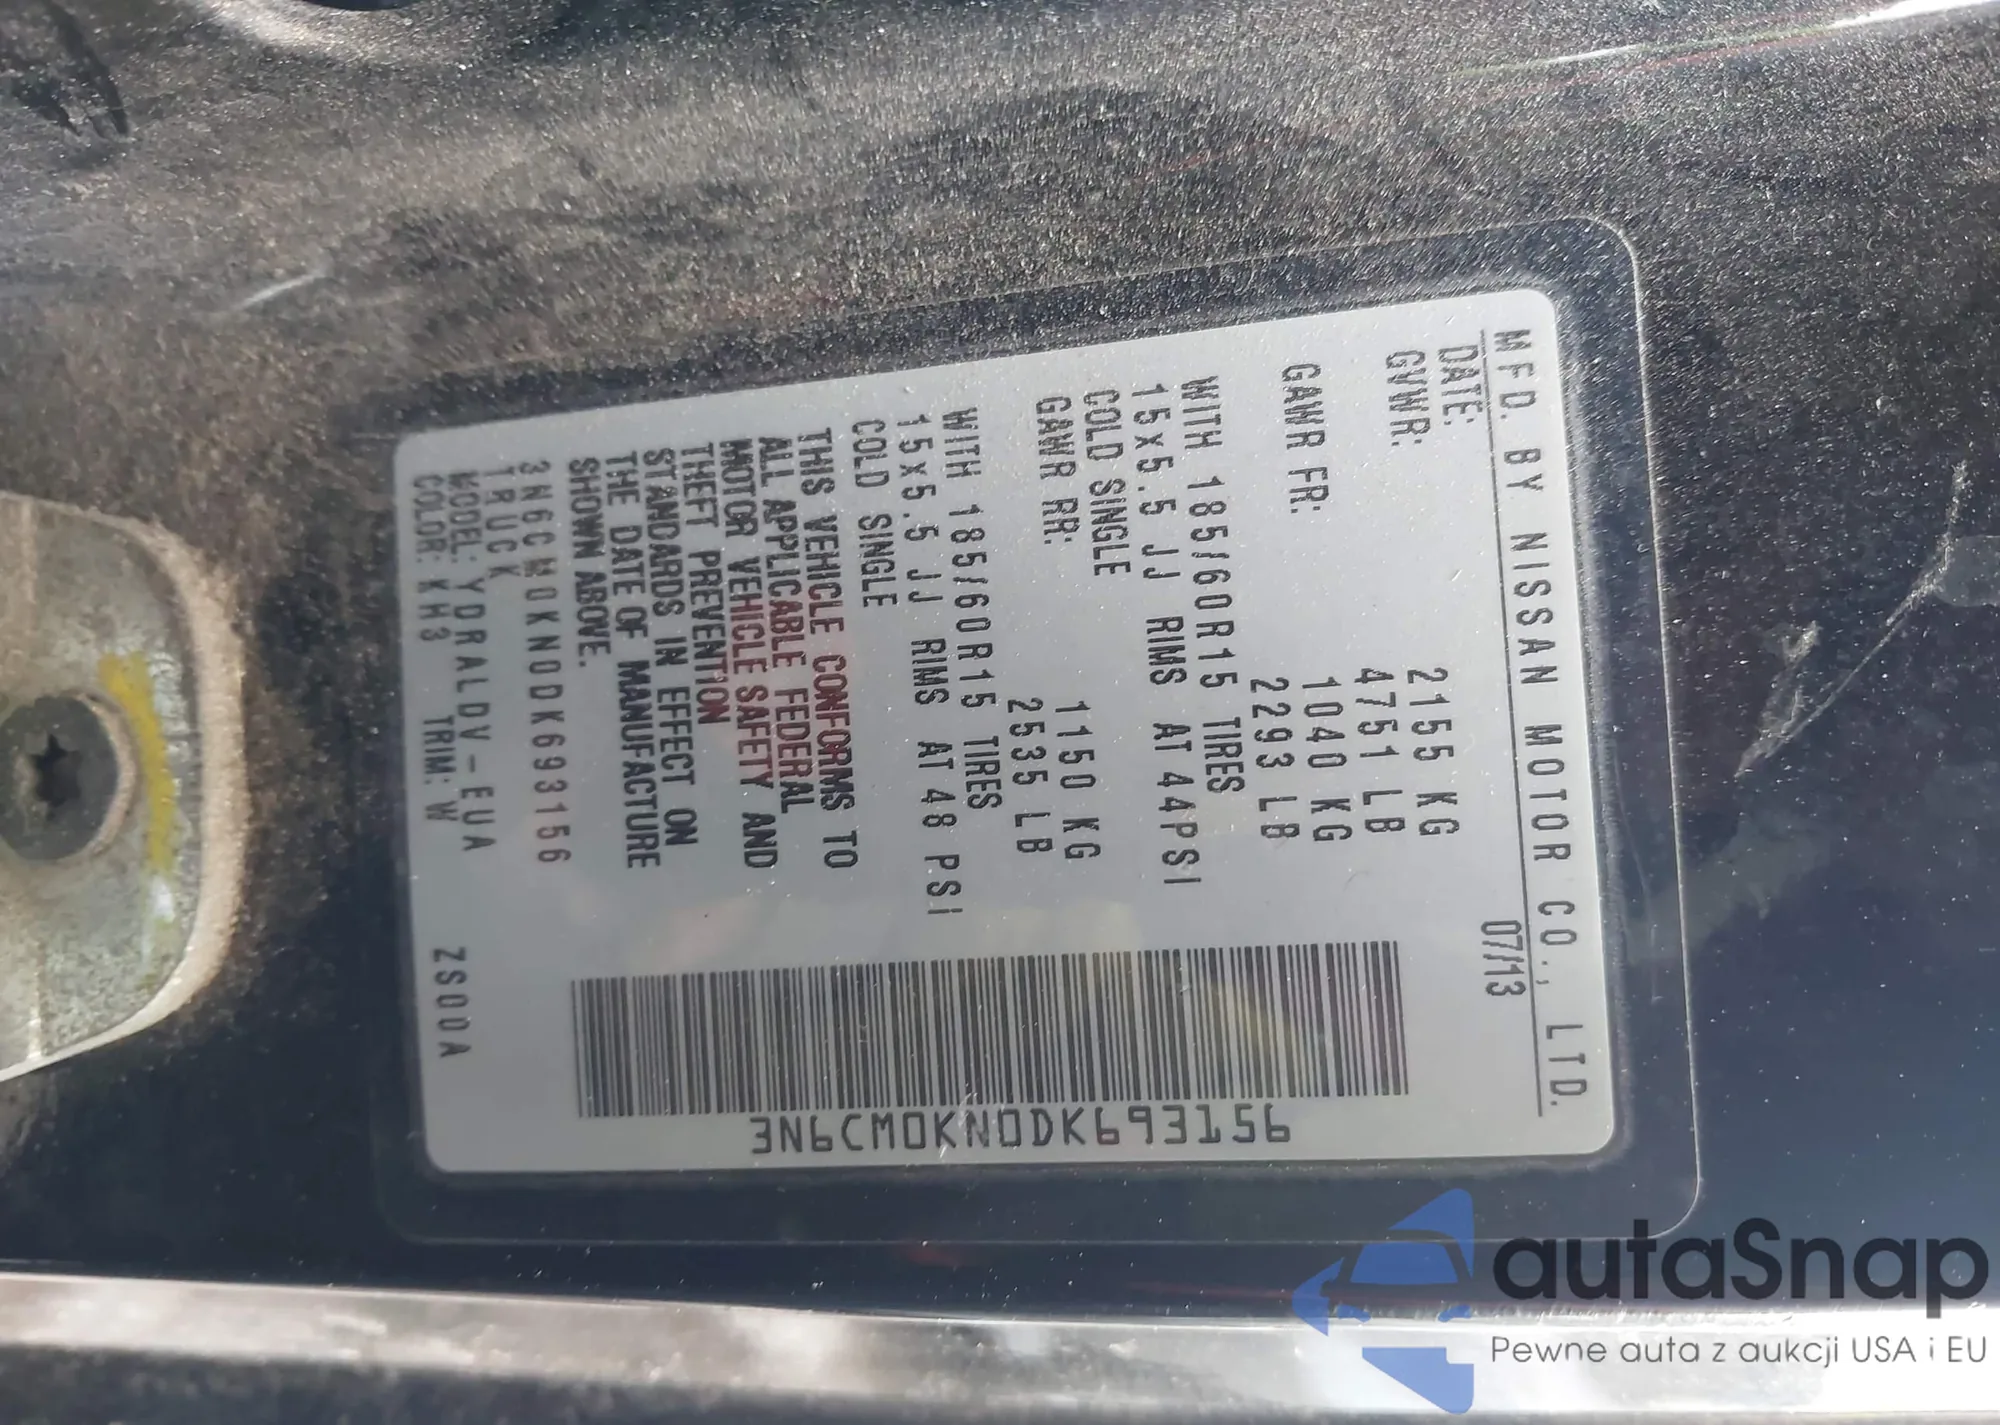 MFD. BY NISSAN MOTOR CO., LTD.
DATE: 07/13
GVWR: 2155 KG
4751 LB
GAWR FR: 1040 KG
2293 LB
WITH 185/60R15 TIRES
15x5.5 JJ RIMS AT 44PSI
COLD SINGLE
GAWR RR: 1150 KG
2535 LB
WITH 185/60R15 TIRES
15x5.5 JJ RIMS AT 48 PSI
COLD SINGLE
THIS VEHICLE CONFORMS TO
ALL APPLICABLE FEDERAL
MOTOR VEHICLE SAFETY AND
THEFT PREVENTION
STANDARDS IN EFFECT ON
THE DATE OF MANUFACTURE
SHOWN ABOVE.
3N6CM0KN0DK693156
TRUCK
MODEL: YDRALDV-EUA
COLOR: KH3 TRIM: W ZS00A
3N6CM0KN0DK693156
autaSnap
Pewne auta z aukcji USA i EU